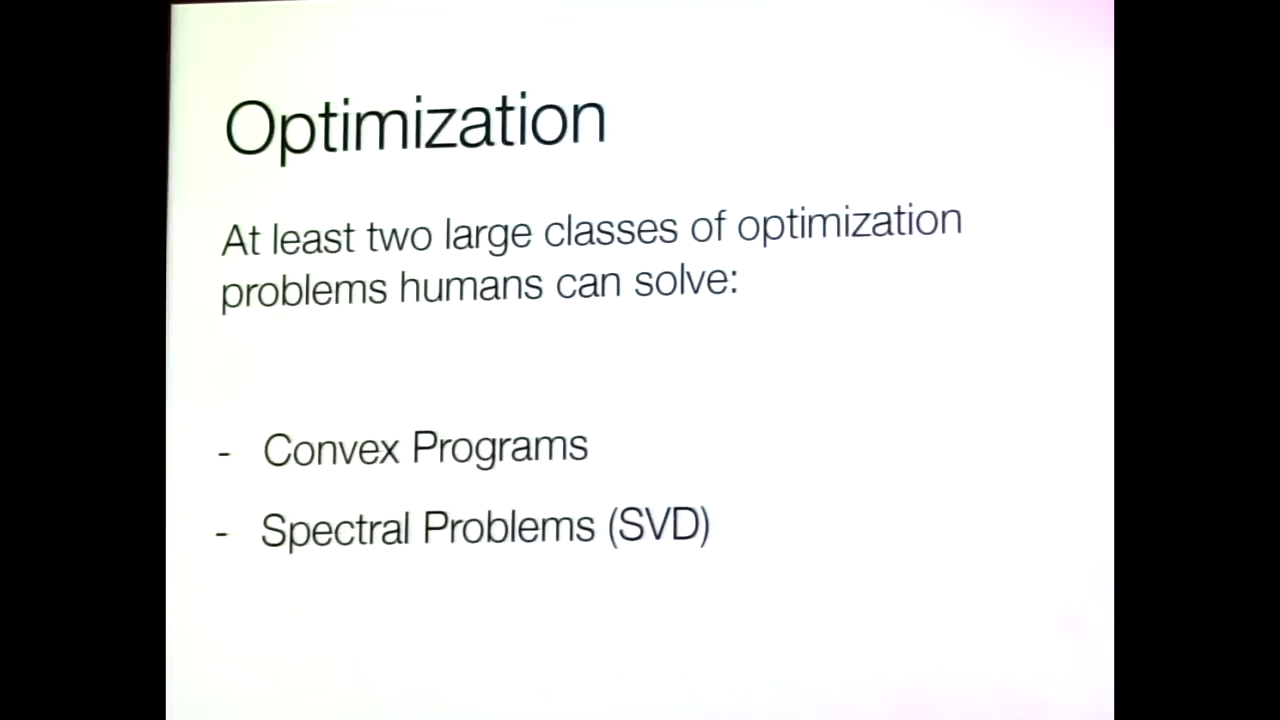 Optimization
At least two large classes of optimization
problems humans can solve:
- Convex Programs
- Spectral Problems (SVD)